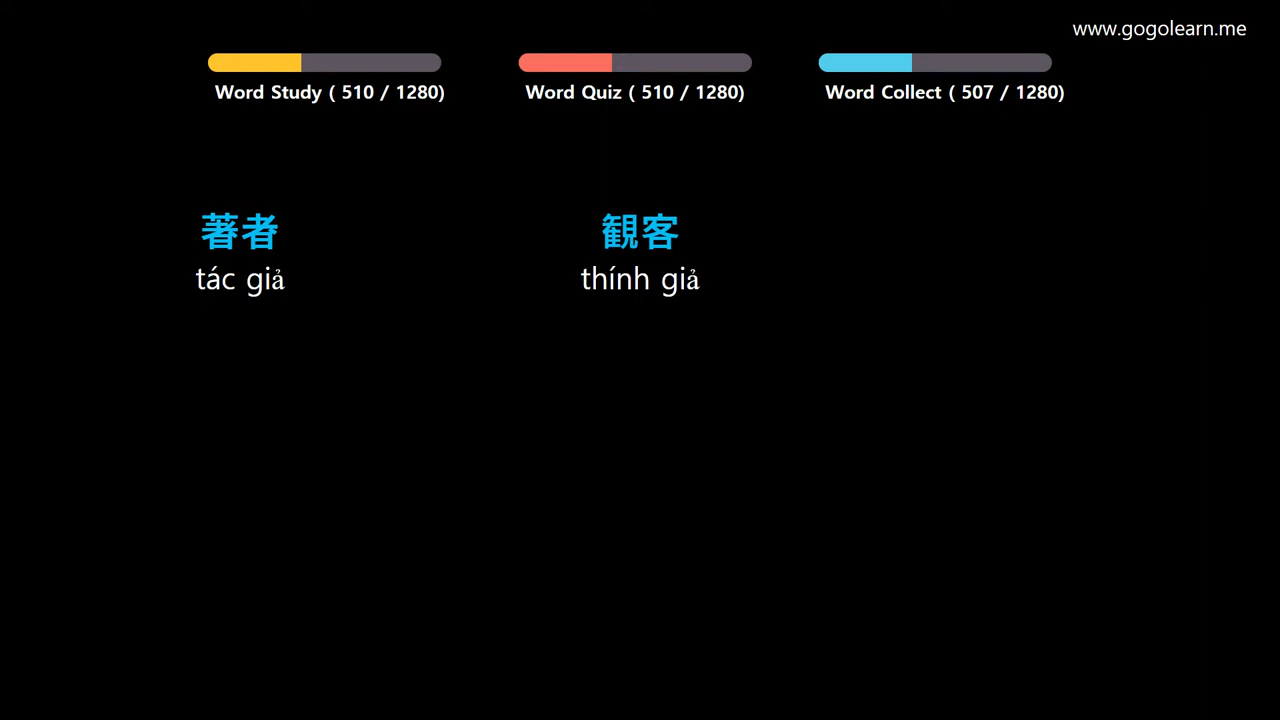 www.gogolearn.me
Word Study ( 510 / 1280)
Word Quiz ( 510 / 1280)
Word Collect ( 507 / 1280)
著者
tác giả
観客
thính giả